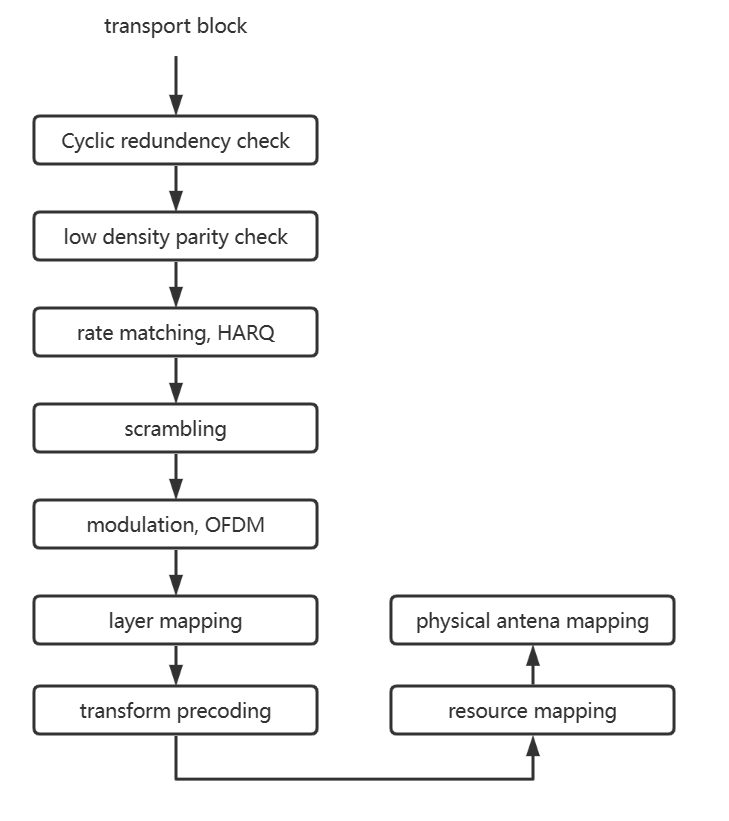 transport block
Cyclic redundency check
low density parity check
rate matching, HARQ
scrambling
modulation, OFDM
layer mapping
transform precoding
resource mapping
physical antena mapping